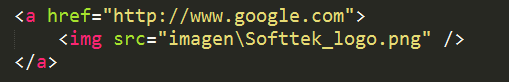 <a href="http://www.google.com">
    <img src="imagen\Softtek_logo.png" />
</a>